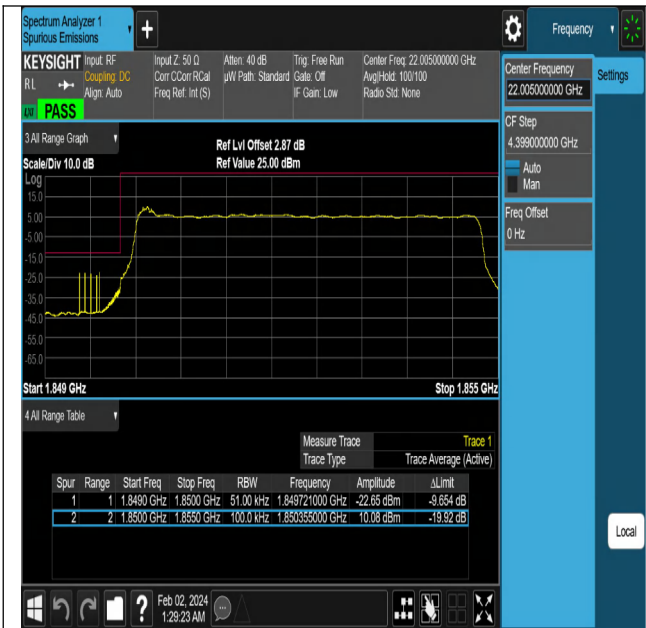 Spectrum Analyzer 1
Spurious Emissions
Frequency
KEYSIGHT
RL
Input: RF
Coupling: DC
Align: Auto
Input Z: 50 Ω
Corr CCorr RCal
Freq Ref: Int (S)
Atten: 40 dB
µW Path: Standard
Trig: Free Run
Gate: Off
IF Gain: Low
Center Freq: 22.005000000 GHz
Avg|Hold: 100/100
Radio Std: None
PASS
Center Frequency
22.005000000 GHz
Settings
CF Step
4.399000000 GHz
Auto
Man
Freq Offset
0 Hz
3 All Range Graph
Ref Lvl Offset 2.87 dB
Scale/Div 10.0 dB
Ref Value 25.00 dBm
Log
15.0
5.00
-5.00
-15.0
-25.0
-35.0
-45.0
-55.0
-65.0
Start 1.849 GHz
Stop 1.855 GHz
4 All Range Table
Measure Trace Trace 1
Trace Type Trace Average (Active)
Spur Range Start Freq Stop Freq RBW Frequency Amplitude ΔLimit
1 1 1.8490 GHz 1.8500 GHz 51.00 kHz 1.849721000 GHz -22.65 dBm -9.654 dB
2 2 1.8500 GHz 1.8550 GHz 100.0 kHz 1.850355000 GHz 10.08 dBm -19.92 dB
Local
Feb 02, 2024
1:29:23 AM